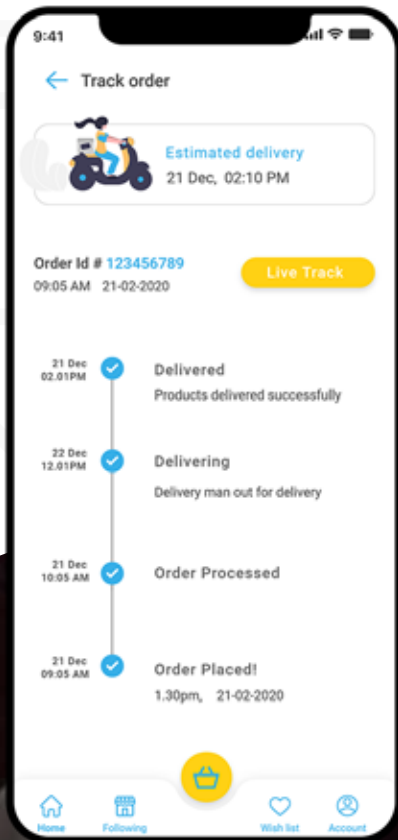 9:41
Track order
Estimated delivery
21 Dec, 02:10 PM
Order Id # 123456789
09:05 AM 21-02-2020
Live Track
21 Dec
02.01PM
Delivered
Products delivered successfully
22 Dec
12.01PM
Delivering
Delivery man out for delivery
21 Dec
10:05 AM
Order Processed
21 Dec
09:05 AM
Order Placed!
1.30pm, 21-02-2020
Home
Following
Wish list
Account